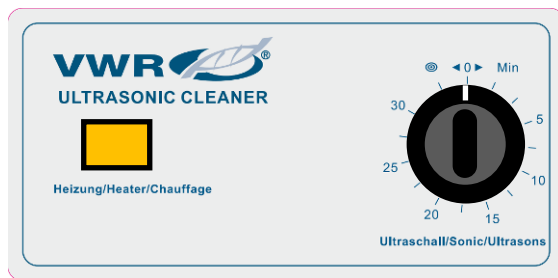 VWR®
ULTRASONIC CLEANER
Heizung/Heater/Chauffage
◄0► Min
5
10
15
20
25
30
Ultraschall/Sonic/Ultrasons